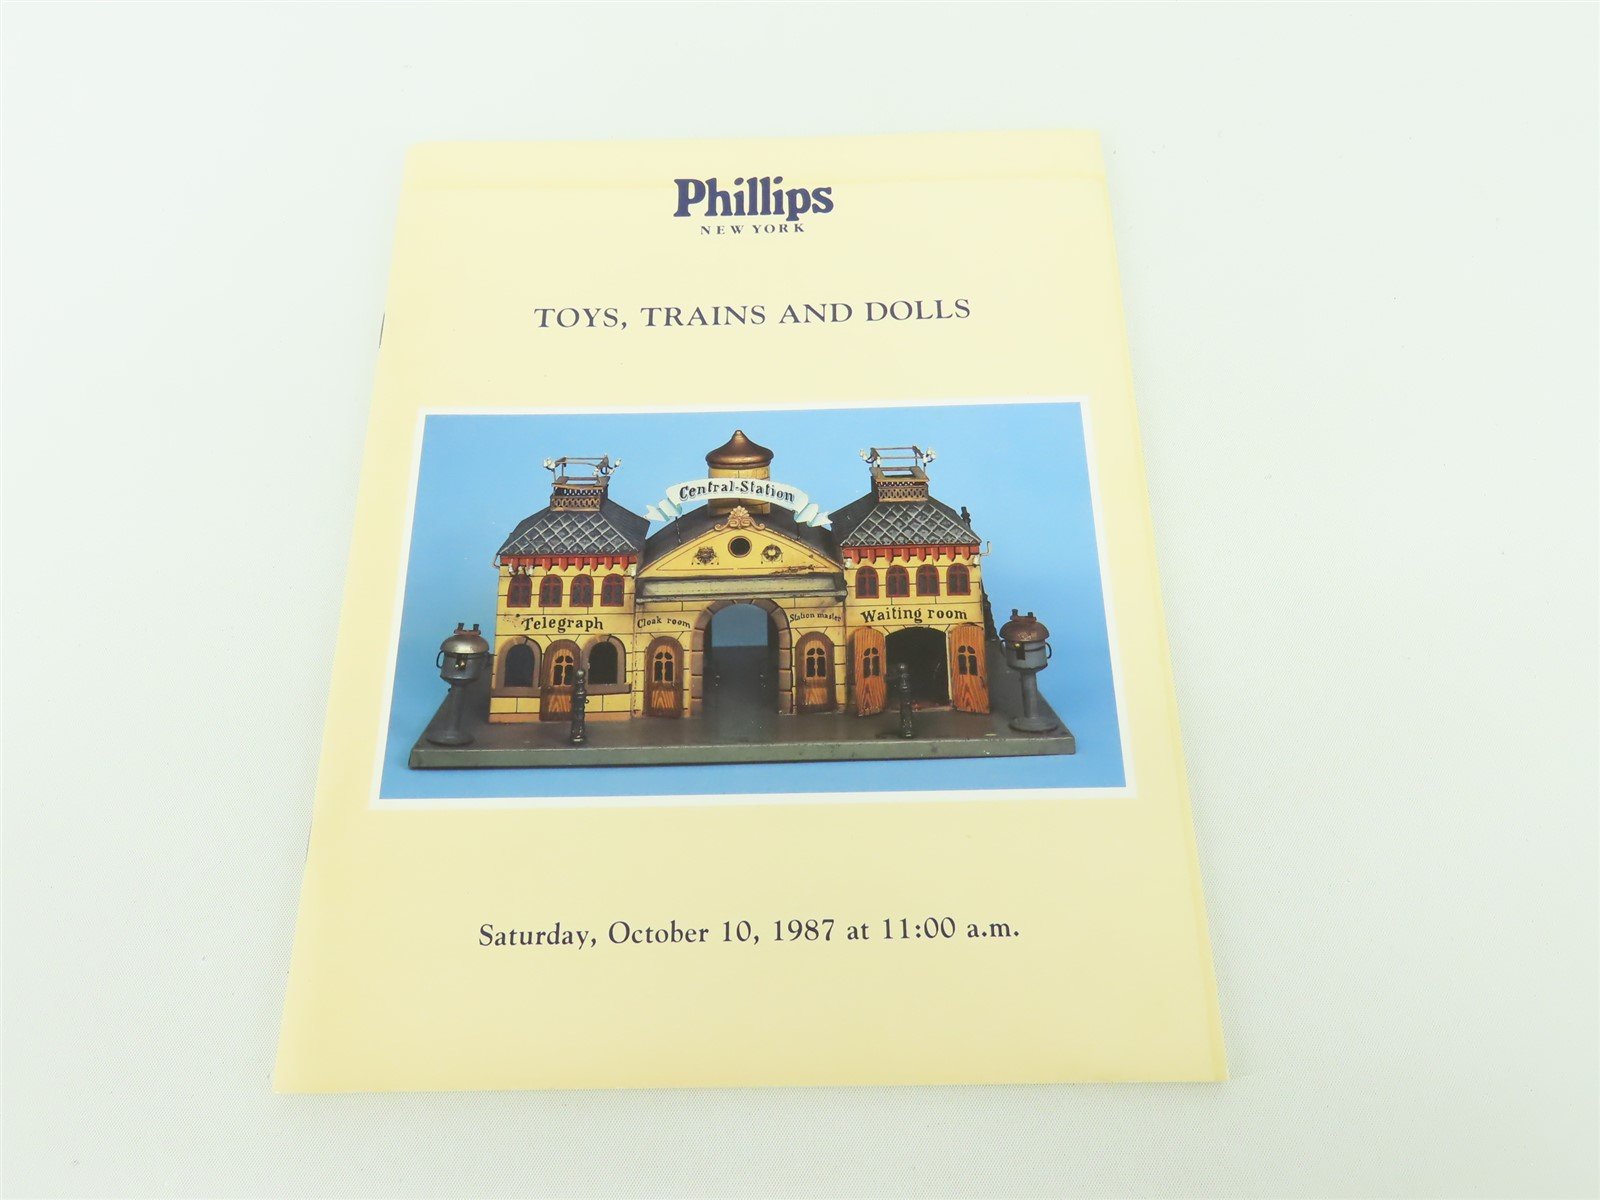 Phillips
NEW YORK
TOYS, TRAINS AND DOLLS
Central-Station
Telegraph
Cloak room
Station master
Waiting room
Saturday, October 10, 1987 at 11:00 a.m.